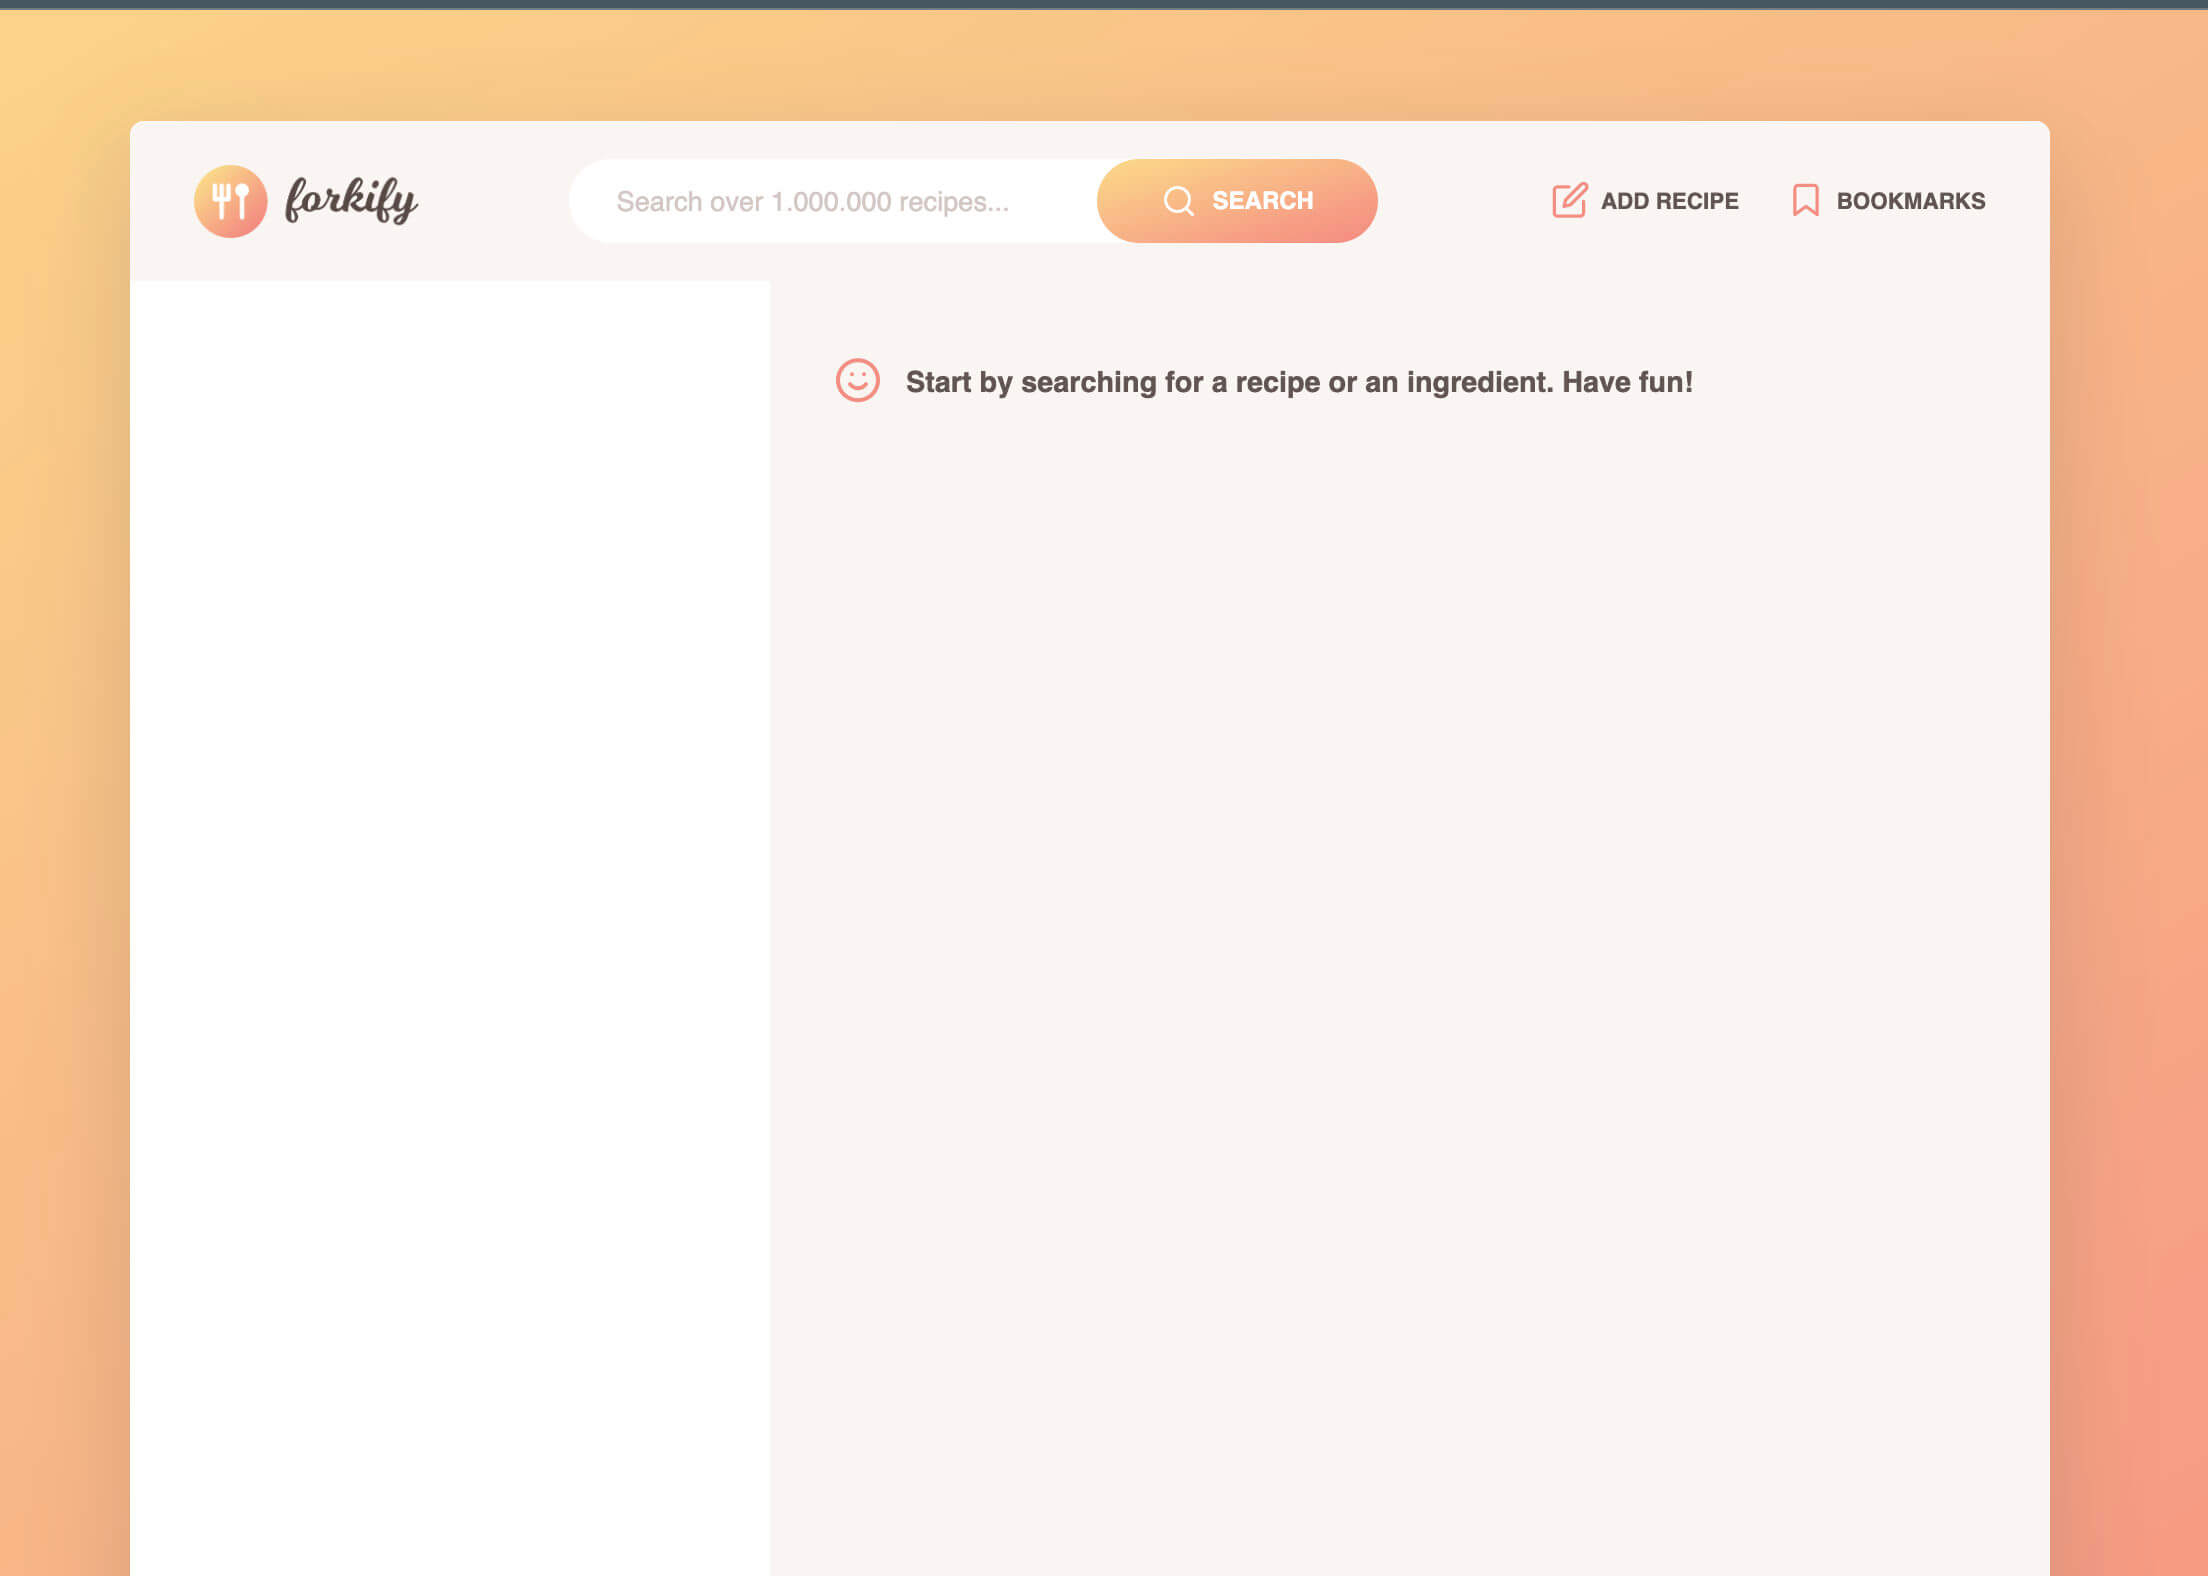 forkify
Search over 1.000.000 recipes...
SEARCH
ADD RECIPE
BOOKMARKS
Start by searching for a recipe or an ingredient. Have fun!